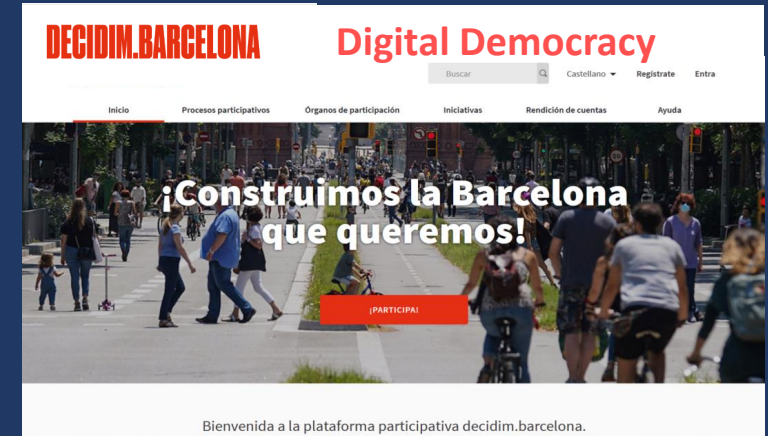 DECIDIM.BARCELONA
Digital Democracy
Buscar
Castellano
Regístrate
Entra
Inicio
Procesos participativos
Órganos de participación
Iniciativas
Rendición de cuentas
Ayuda
¡Construimos la Barcelona
que queremos!
¡PARTICIPA!
Bienvenida a la plataforma participativa decidim.barcelona.